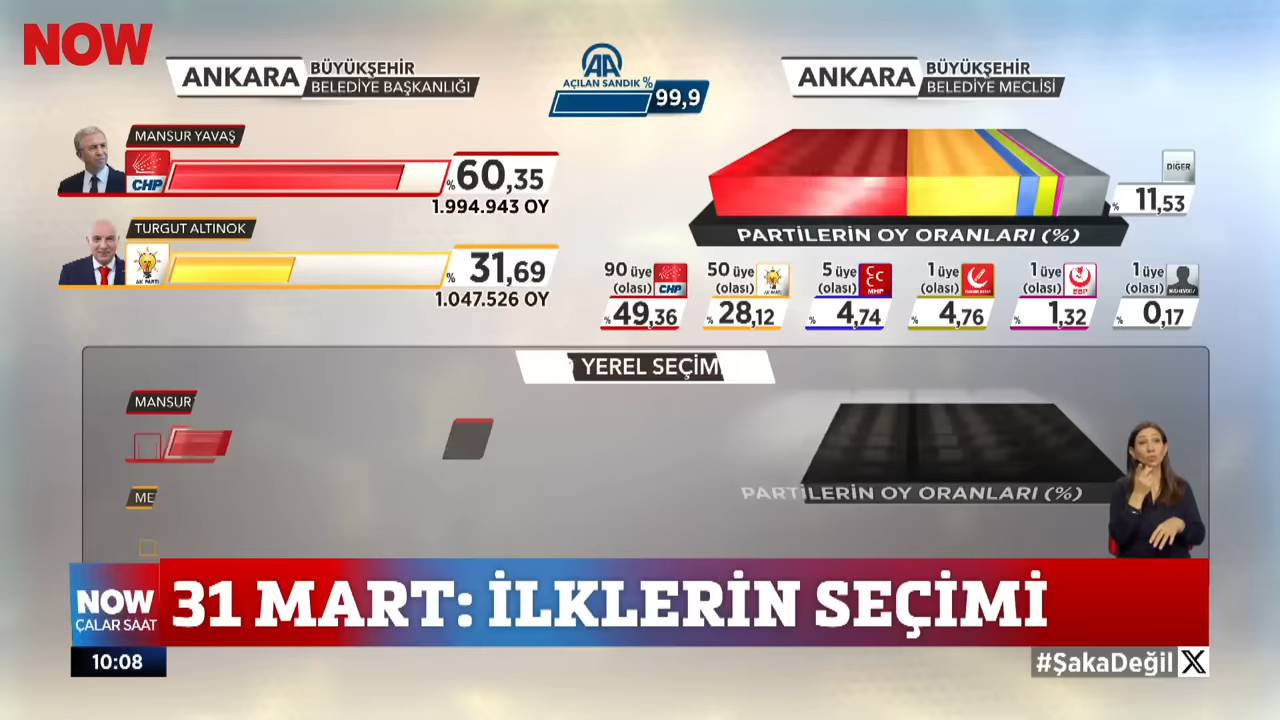 NOW
ANKARA BÜYÜKŞEHİR
BELEDİYE BAŞKANLIĞI
AA
AÇILAN SANDIK %
99,9
ANKARA BÜYÜKŞEHİR
BELEDİYE MECLİSİ
MANSUR YAVAŞ
CHP
%60,35
1.994.943 OY
TURGUT ALTINOK
AK PARTİ
% 31,69
1.047.526 OY
DİĞER
% 11,53
PARTİLERİN OY ORANLARI (%)
90 üye
(olası)
CHP
%49,36
50 üye
(olası)
AK PARTİ
% 28,12
5 üye
(olası)
MHP
% 4,74
1 üye
(olası)
% 4,76
1 üye
(olası)
BBP
% 1,32
1 üye
(olası)
% 0,17
YEREL SEÇİM
MANSUR
ME
PARTİLERİN OY ORANLARI (%)
NOW
ÇALAR SAAT
31 MART: İLKLERİN SEÇİMİ
10:08
#ŞakaDeğil X